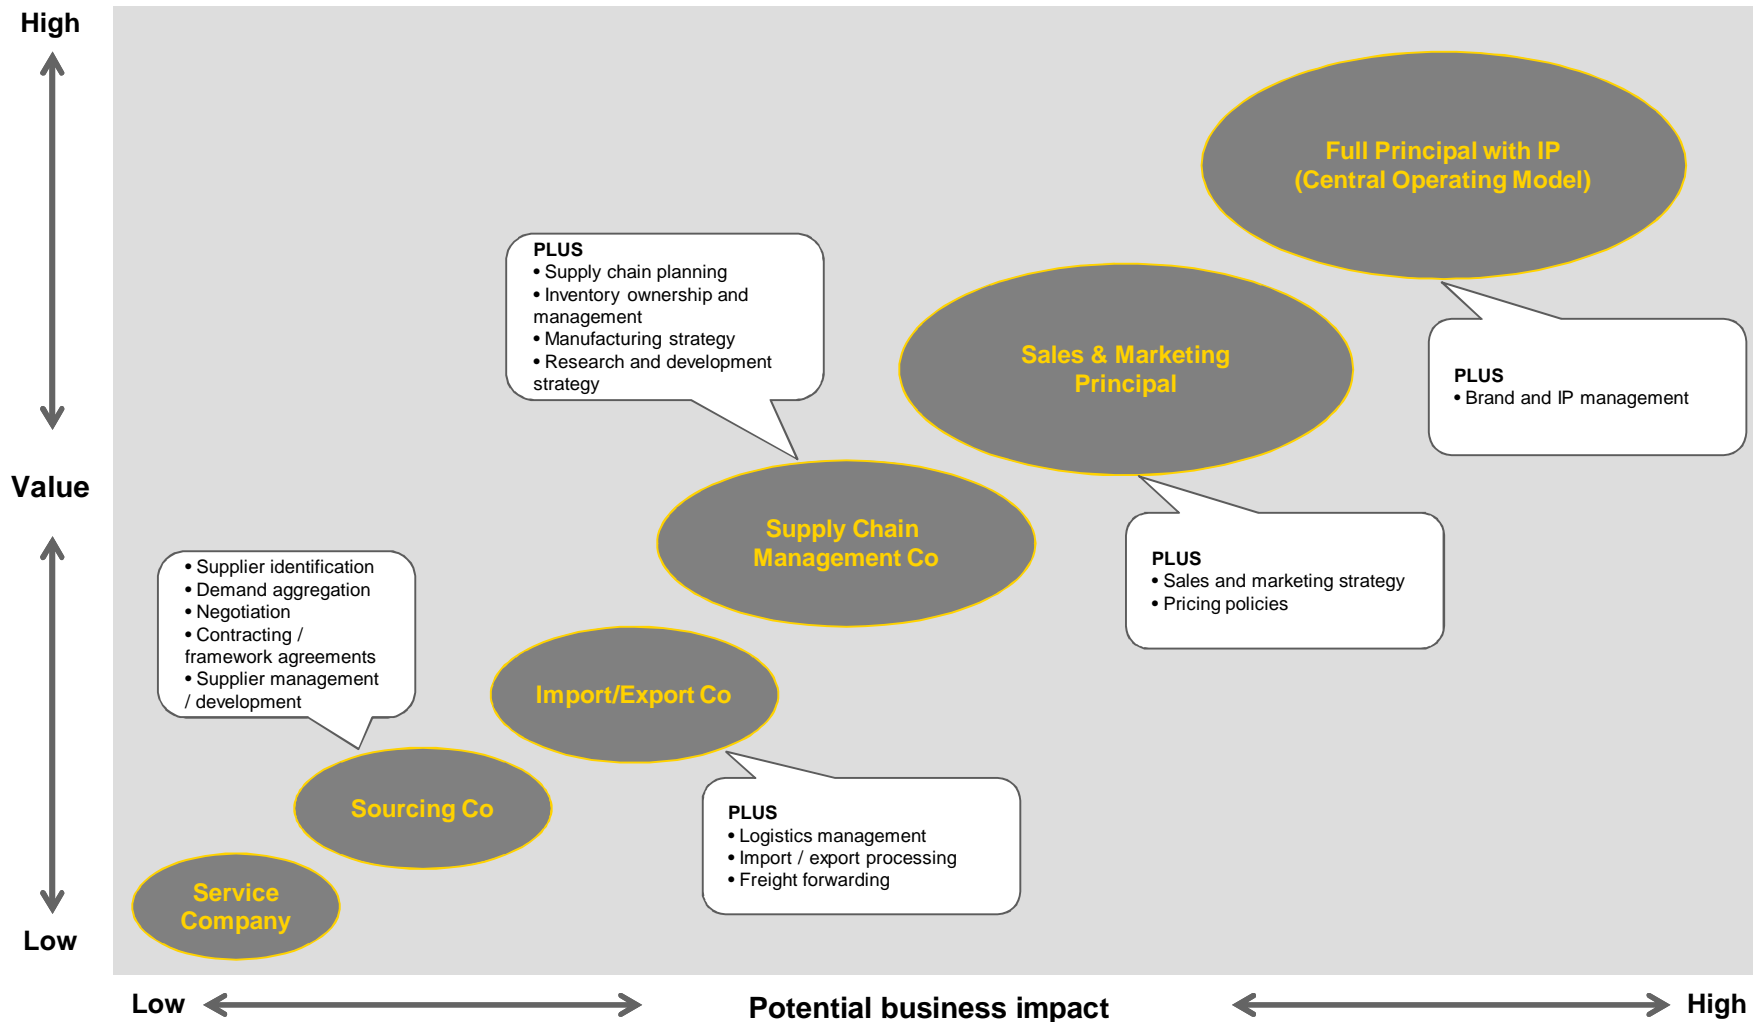 High
Full Principal with IP
(Central Operating Model)
PLUS
• Supply chain planning
• Inventory ownership and
management
• Manufacturing strategy
• Research and development
strategy
Sales & Marketing
Principal
PLUS
• Brand and IP management
Value
Supply Chain
Management Co
PLUS
• Sales and marketing strategy
• Pricing policies
• Supplier identification
• Demand aggregation
• Negotiation
• Contracting /
framework agreements
• Supplier management
/ development
Import/Export Co
Sourcing Co
PLUS
• Logistics management
• Import / export processing
• Freight forwarding
Service
Company
Low
Low
Potential business impact
High